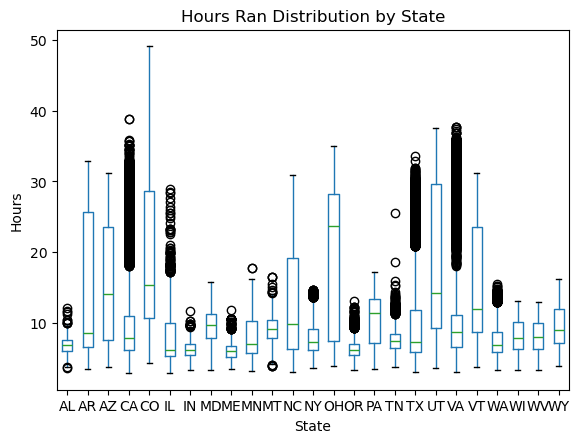 Hours Ran Distribution by State
50
40
30
20
10
Hours
AL AR AZ CA CO IL IN MD ME MN MT NC NY OH OR PA TN TX UT VA VT WA WI WV WY
State